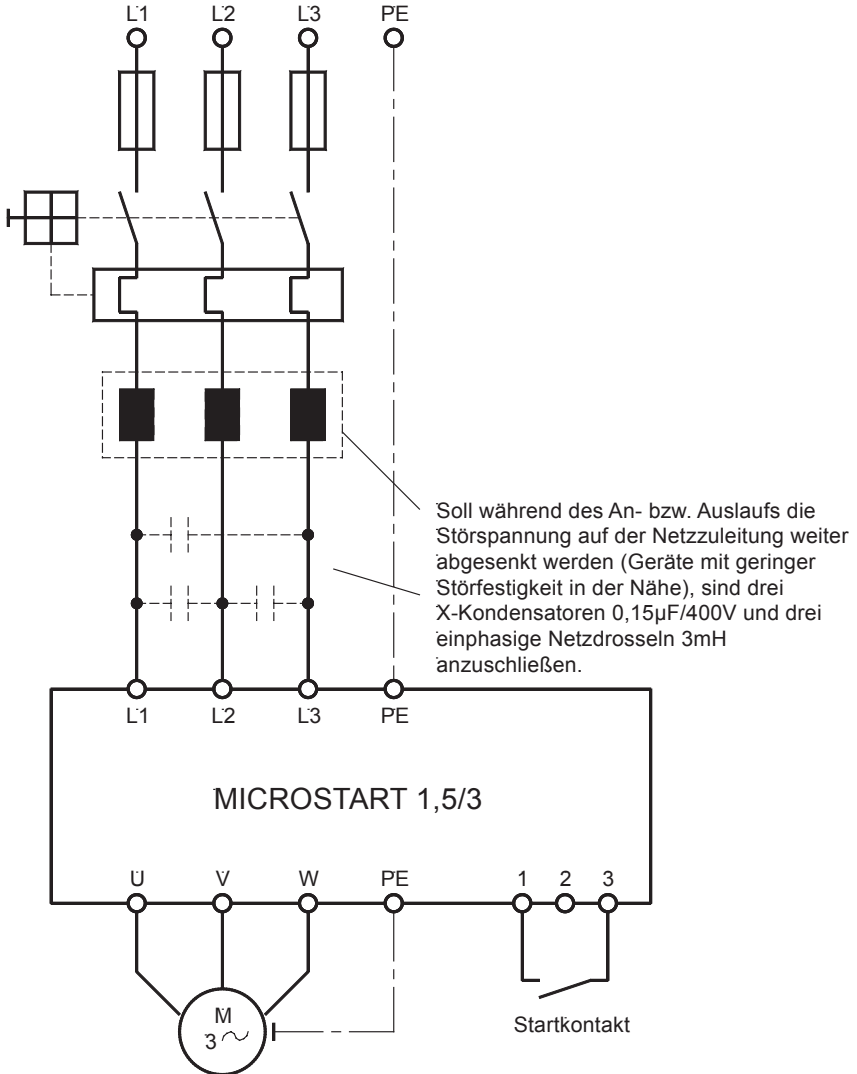 L1 L2 L3 PE
Soll während des An- bzw. Auslaufs die
Störspannung auf der Netzzuleitung weiter
abgesenkt werden (Geräte mit geringer
Störfestigkeit in der Nähe), sind drei
X-Kondensatoren 0,15µF/400V und drei
einphasige Netzdrosseln 3mH
anzuschließen.
L1 L2 L3 PE
MICROSTART 1,5/3
U V W PE 1 2 3
M
3~
Startkontakt